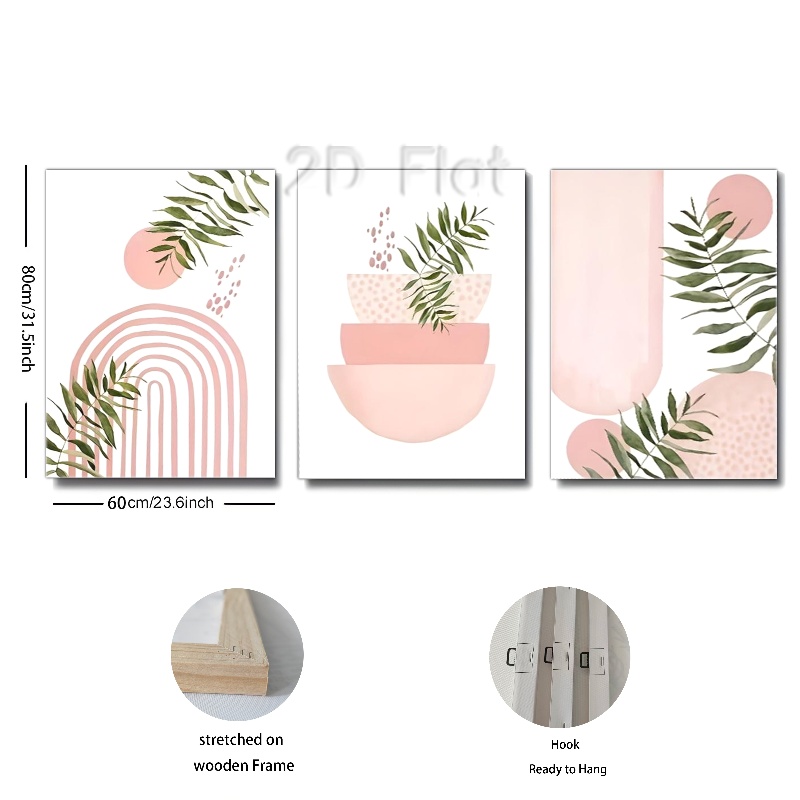 2D Flat
80cm/31.5inch
60cm/23.6inch
stretched on
wooden Frame
Hook
Ready to Hang